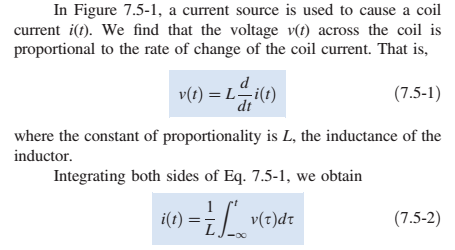 In Figure 7.5-1, a current source is used to cause a coil
current i(t). We find that the voltage v(t) across the coil is
proportional to the rate of change of the coil current. That is,
v(t) = L d/dt i(t) (7.5-1)
where the constant of proportionality is L, the inductance of the
inductor.
Integrating both sides of Eq. 7.5-1, we obtain
i(t) = 1/L ∫_{-∞}^{t} v(τ)dτ (7.5-2)